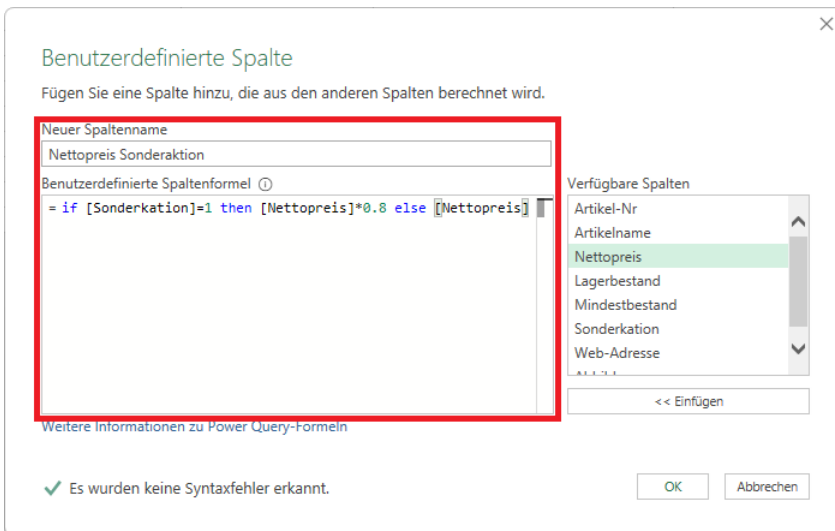 Benutzerdefinierte Spalte
Fügen Sie eine Spalte hinzu, die aus den anderen Spalten berechnet wird.
Neuer Spaltenname
Nettopreis Sonderaktion
Benutzerdefinierte Spaltenformel
= if [Sonderkation]=1 then [Nettopreis]*0.8 else [Nettopreis]
Verfügbare Spalten
Artikel-Nr
Artikelname
Nettopreis
Lagerbestand
Mindestbestand
Sonderkation
Web-Adresse
<< Einfügen
Weitere Informationen zu Power Query-Formeln
Es wurden keine Syntaxfehler erkannt.
OK
Abbrechen